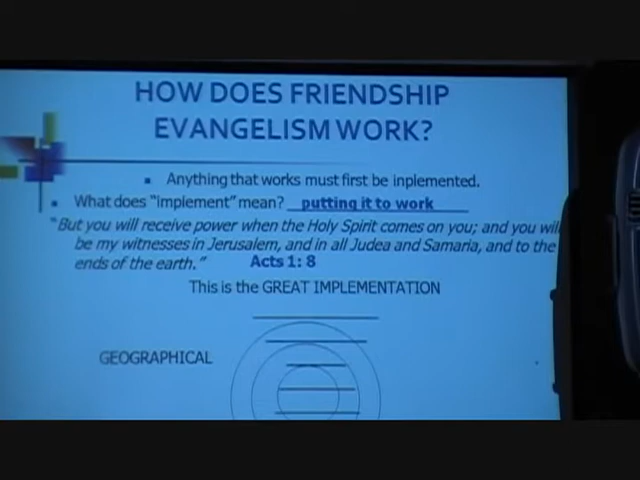 HOW DOES FRIENDSHIP
EVANGELISM WORK?
Anything that works must first be inplemented.
What does "implement" mean? putting it to work
"But you will receive power when the Holy Spirit comes on you; and you will
be my witnesses in Jerusalem, and in all Judea and Samaria, and to the
ends of the earth." Acts 1: 8
This is the GREAT IMPLEMENTATION
GEOGRAPHICAL